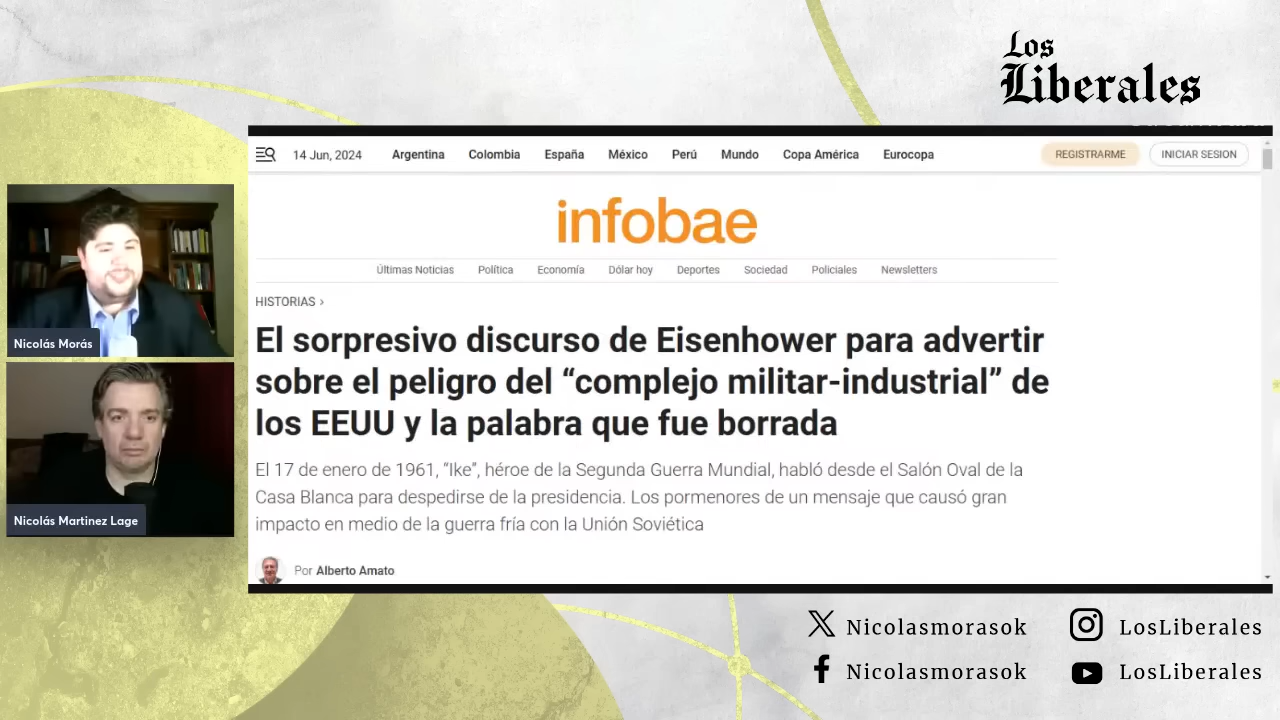 Los
Liberales
14 Jun, 2024 Argentina Colombia España México Perú Mundo Copa América Eurocopa REGISTRARME INICIAR SESION
infobae
Últimas Noticias Política Economía Dólar hoy Deportes Sociedad Policiales Newsletters
HISTORIAS ›
El sorpresivo discurso de Eisenhower para advertir
sobre el peligro del “complejo militar-industrial” de
los EEUU y la palabra que fue borrada
El 17 de enero de 1961, “Ike”, héroe de la Segunda Guerra Mundial, habló desde el Salón Oval de la
Casa Blanca para despedirse de la presidencia. Los pormenores de un mensaje que causó gran
impacto en medio de la guerra fría con la Unión Soviética
Por Alberto Amato
Nicolás Morás
Nicolás Martinez Lage
Nicolasmorasok LosLiberales
Nicolasmorasok LosLiberales